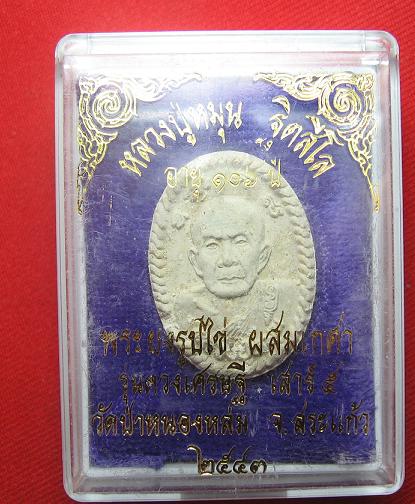 หลวงปู่หมุน ฐิตสีโล
อายุ ๑๐๖ ปี
พระผงรูปไข่ ผสมเกศา
รุ่นดวงเศรษฐี เสาร์ ๕
วัดป่าหนองหล่ม จ.สระแก้ว
๒๕๔๓